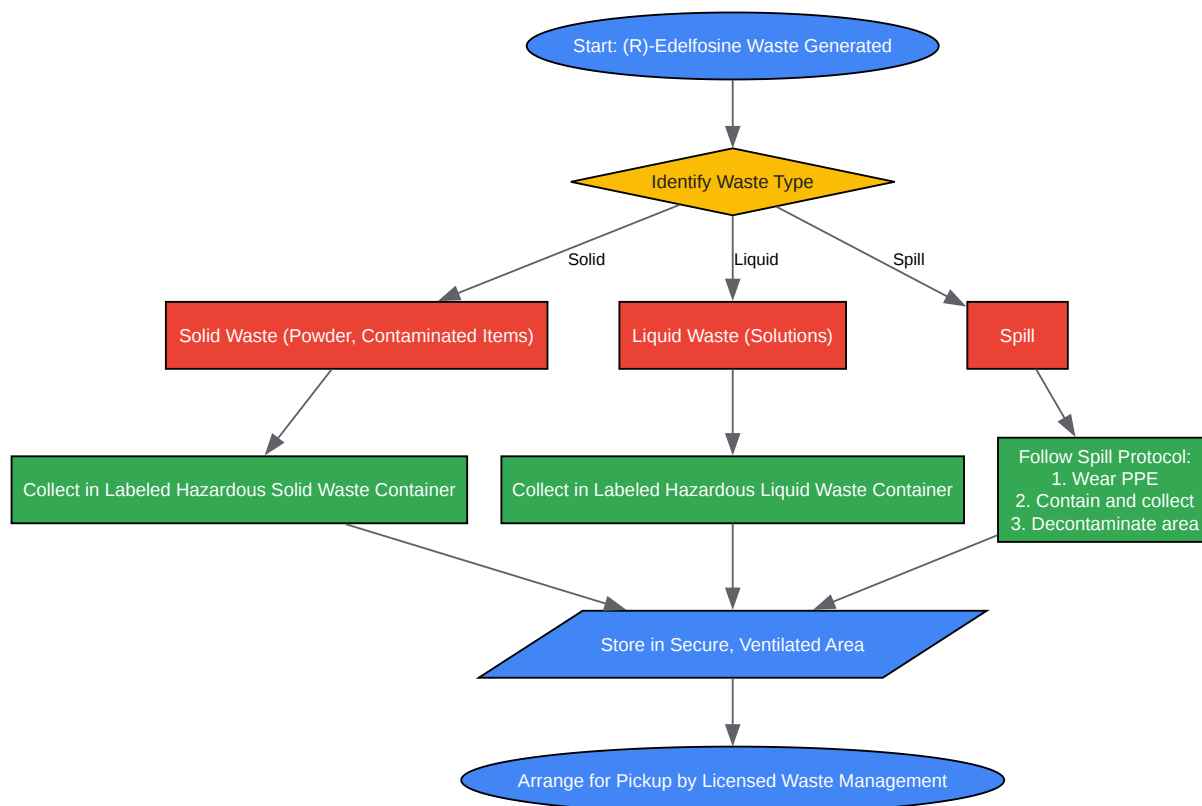 Start: (R)-Edelfosine Waste Generated
Identify Waste Type
Solid
Liquid
Spill
Solid Waste (Powder, Contaminated Items)
Liquid Waste (Solutions)
Spill
Collect in Labeled Hazardous Solid Waste Container
Collect in Labeled Hazardous Liquid Waste Container
Follow Spill Protocol:
1. Wear PPE
2. Contain and collect
3. Decontaminate area
Store in Secure, Ventilated Area
Arrange for Pickup by Licensed Waste Management